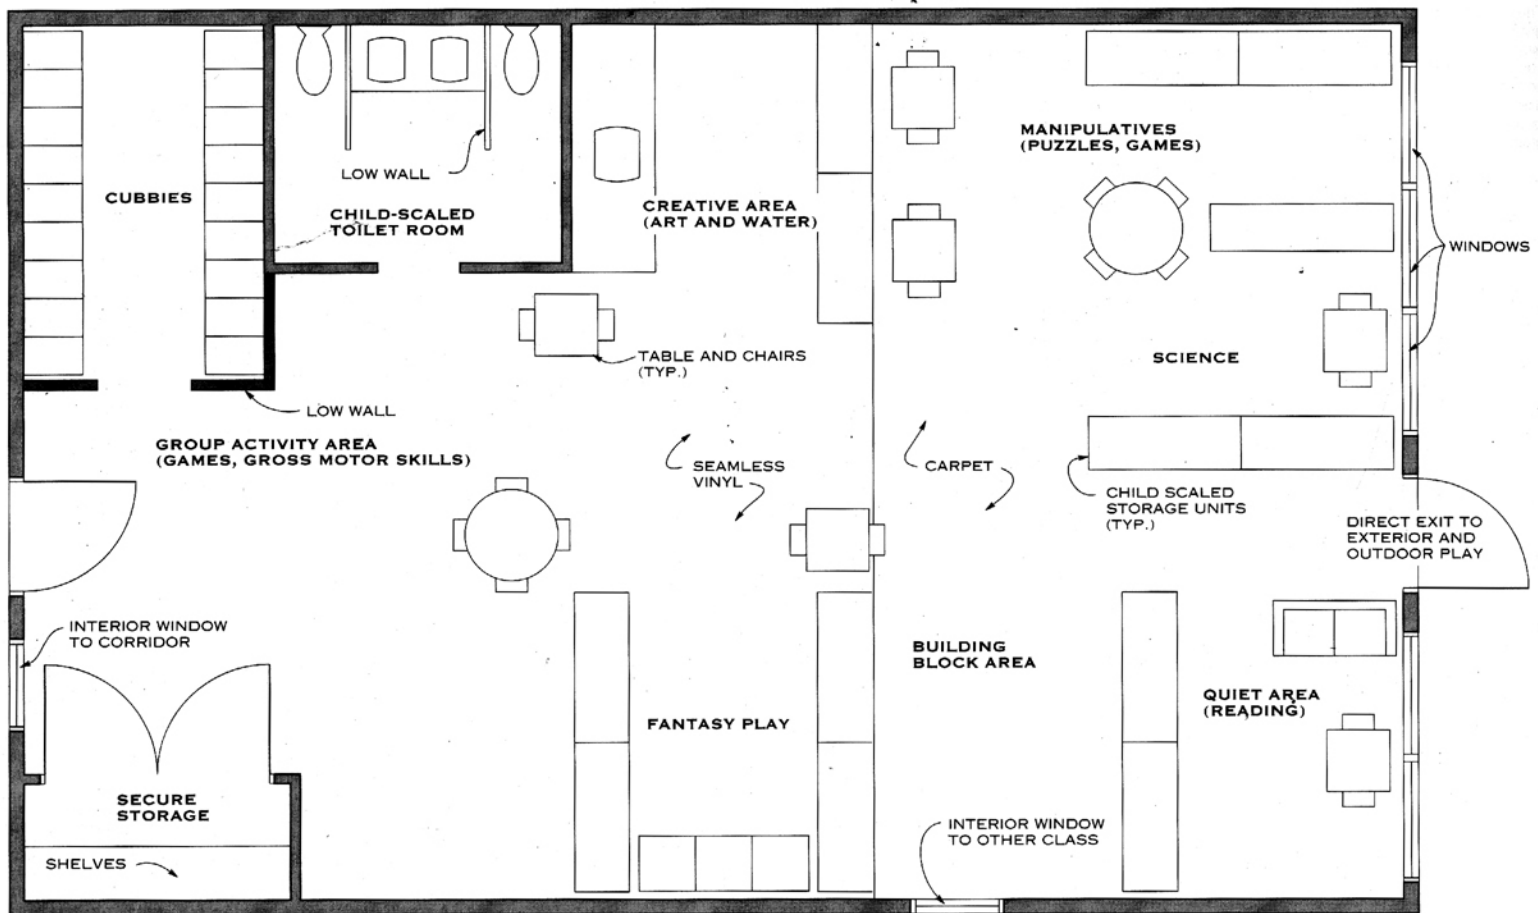 CUBBIES
LOW WALL
CHILD-SCALED
TOILET ROOM
CREATIVE AREA
(ART AND WATER)
MANIPULATIVES
(PUZZLES, GAMES)
WINDOWS
TABLE AND CHAIRS
(TYP.)
SCIENCE
LOW WALL
GROUP ACTIVITY AREA
(GAMES, GROSS MOTOR SKILLS)
SEAMLESS
VINYL
CARPET
CHILD SCALED
STORAGE UNITS
(TYP.)
DIRECT EXIT TO
EXTERIOR AND
OUTDOOR PLAY
INTERIOR WINDOW
TO CORRIDOR
BUILDING
BLOCK AREA
QUIET AREA
(READING)
FANTASY PLAY
SECURE
STORAGE
INTERIOR WINDOW
TO OTHER CLASS
SHELVES